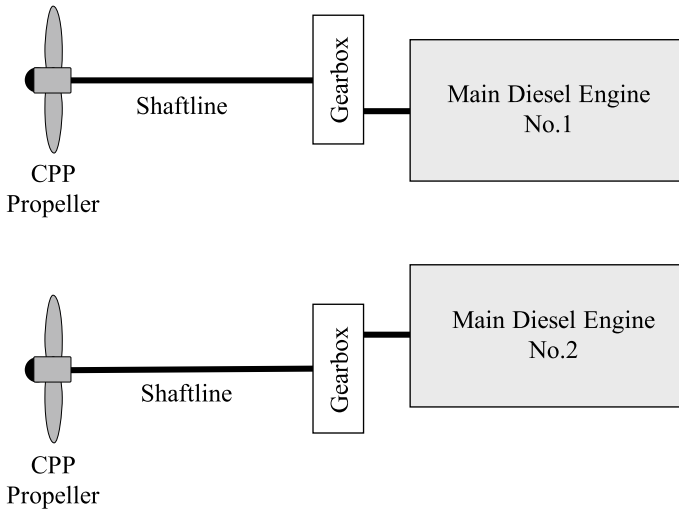 Gearbox
Main Diesel Engine
No.1
Shaftline
CPP
Propeller
Gearbox
Main Diesel Engine
No.2
Shaftline
CPP
Propeller